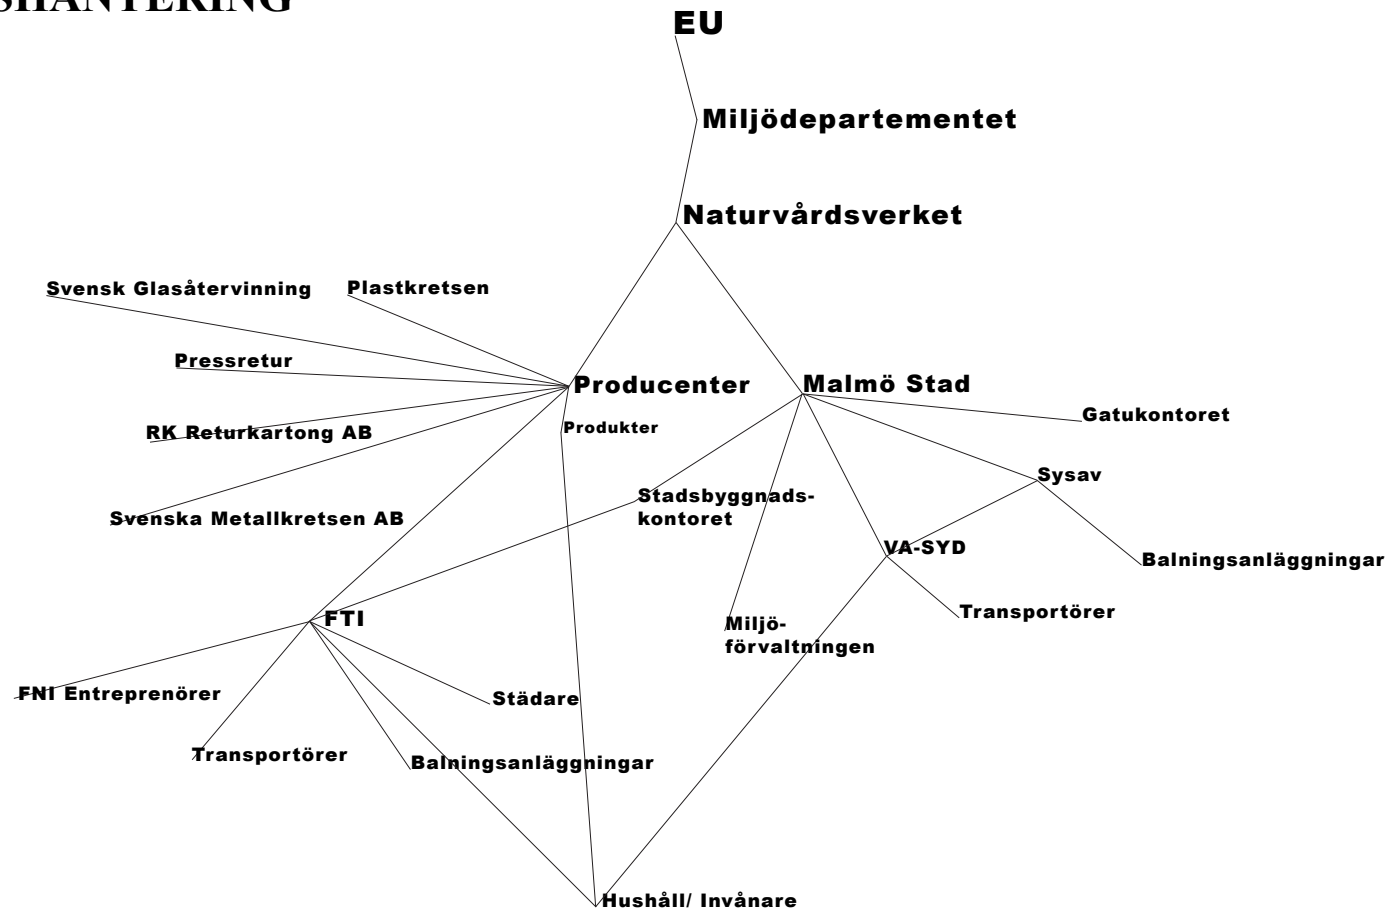 SHANTERING
EU
Miljödepartementet
Naturvårdsverket
Svensk Glasåtervinning
Plastkretsen
Pressretur
Producenter
Malmö Stad
Gatukontoret
RK Returkartong AB
Produkter
Sysav
Stadsbyggnads-
kontoret
Svenska Metallkretsen AB
VA-SYD
Balningsanläggningar
Transportörer
FTI
Miljö-
förvaltningen
FNI Entreprenörer
Städare
Transportörer
Balningsanläggningar
Hushåll/ Invånare